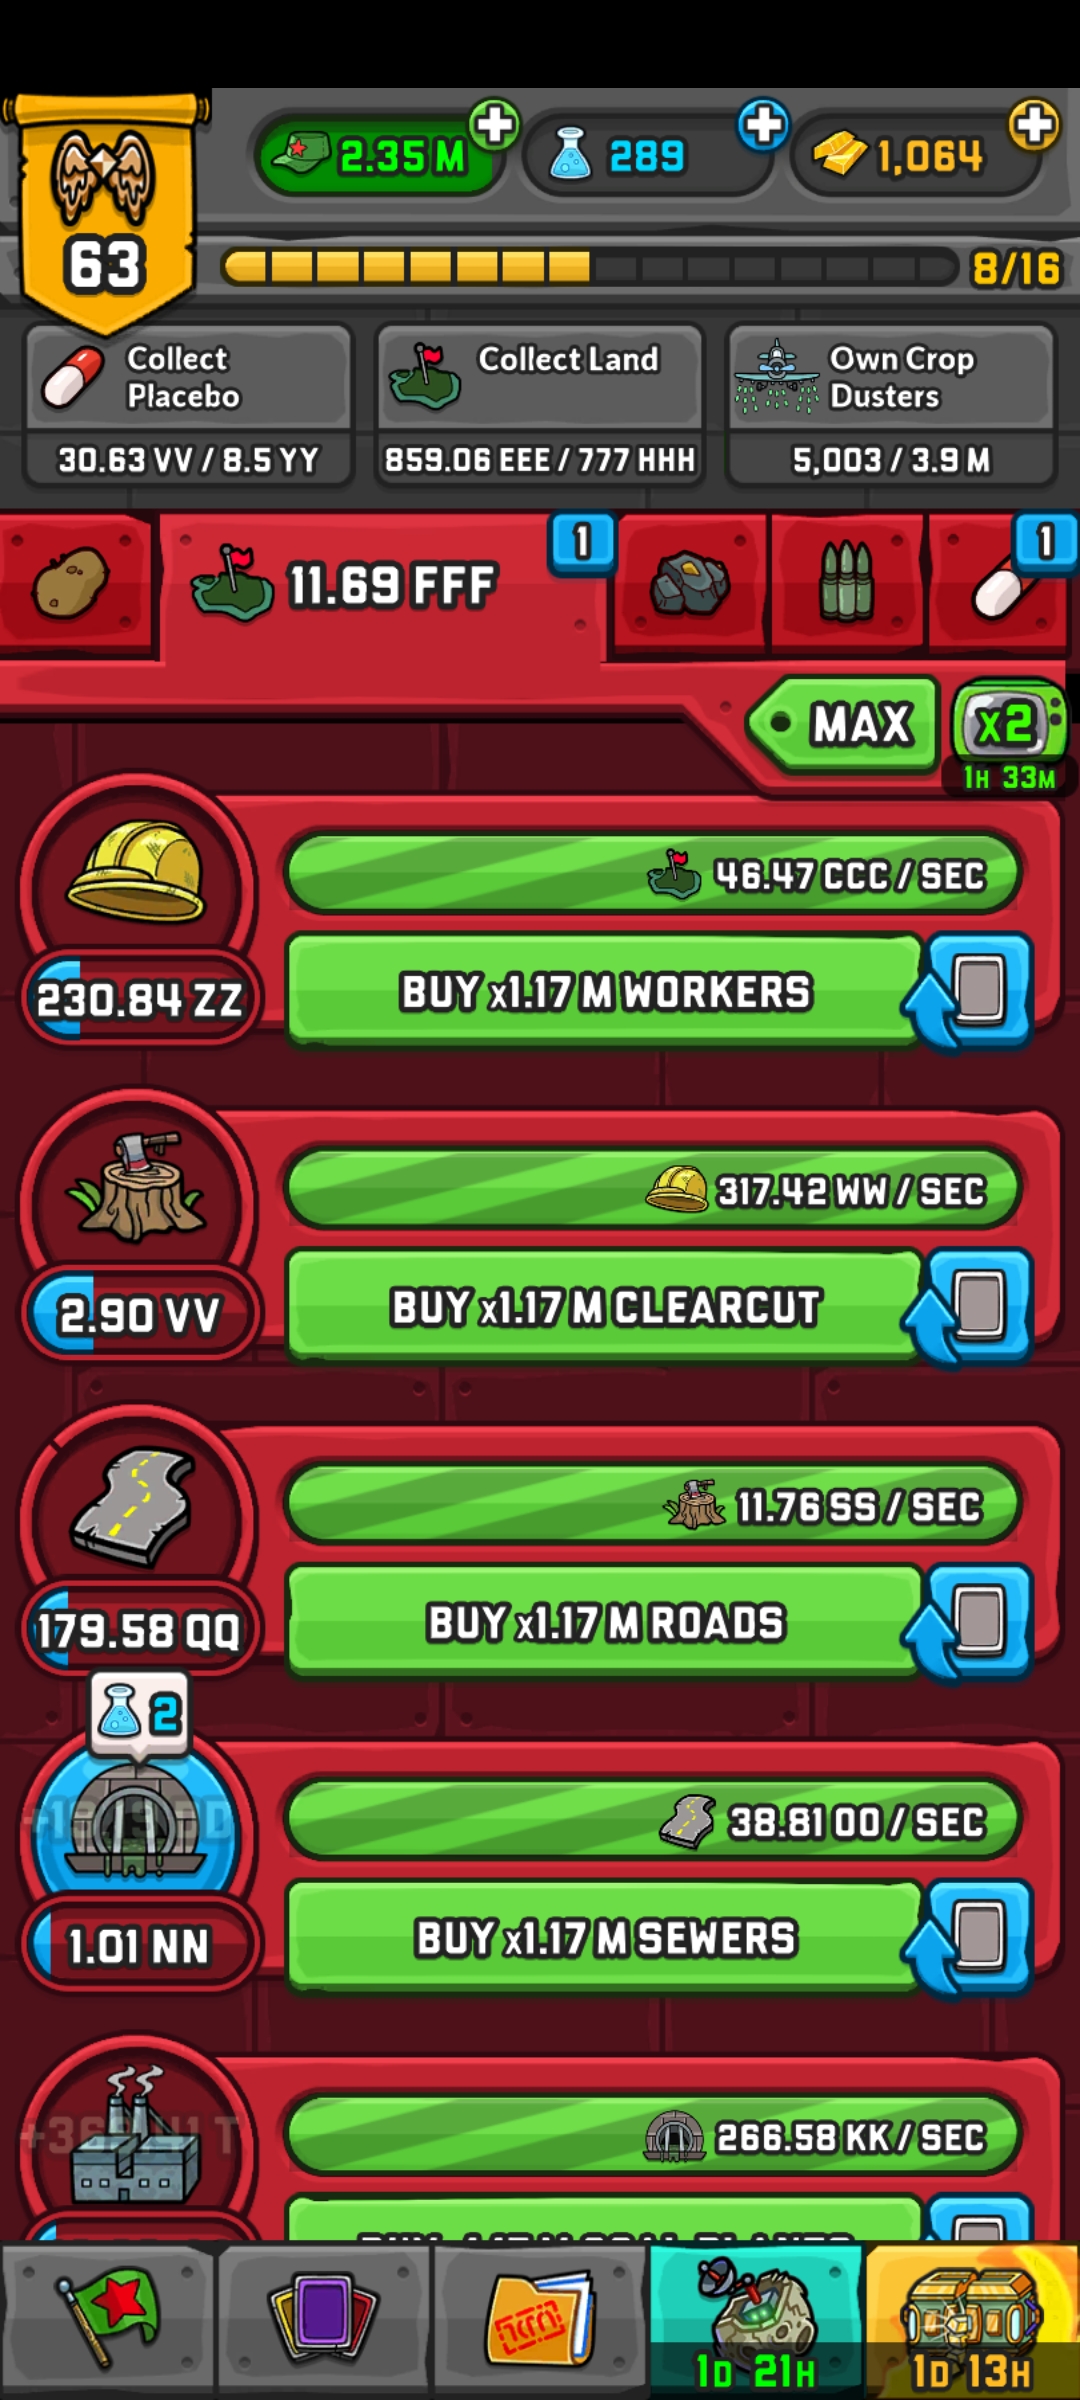 2.35 M
289
1,064
63
8/16
Collect
Placebo
30.63 VV / 8.5 YY
Collect Land
859.06 EEE / 777 HHH
Own Crop
Dusters
5,003 / 3.9 M
11.69 FFF
1
1
MAX
x2
1H 33M
46.47 CCC / SEC
230.84 ZZ
BUY x1.17 M WORKERS
317.42 WW / SEC
2.90 VV
BUY x1.17 M CLEARCUT
11.76 SS / SEC
179.58 QQ
BUY x1.17 M ROADS
2
38.81 OO / SEC
1.01 NN
BUY x1.17 M SEWERS
266.58 KK / SEC
1D 21H
1D 13H